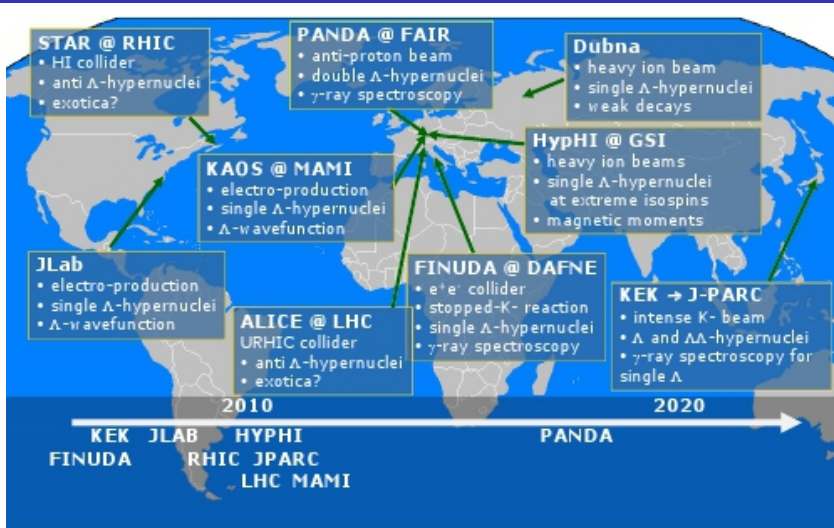 STAR @ RHIC
• HI collider
• anti Λ-hypernuclei
• exotica?
PANDA @ FAIR
• anti-proton beam
• double Λ-hypernuclei
• γ-ray spectroscopy
Dubna
• heavy ion beam
• single Λ-hypernuclei
• weak decays
HypHI @ GSI
• heavy ion beams
• single Λ-hypernuclei
at extreme isospins
• magnetic moments
KAOS @ MAMI
• electro-production
• single Λ-hypernuclei
• Λ-wavefunction
JLab
• electro-production
• single Λ-hypernuclei
• Λ-wavefunction
ALICE @ LHC
URHIC collider
• anti Λ-hypernuclei
• exotica?
FINUDA @ DAFNE
• e⁺e⁻ collider
• stopped-K- reaction
• single Λ-hypernuclei
• γ-ray spectroscopy
KEK → J-PARC
• intense K- beam
• Λ and ΛΛ-hypernuclei
• γ-ray spectroscopy for
single Λ
2010 2020
KEK JLAB HYPHI PANDA
FINUDA RHIC JPARC
LHC MAMI